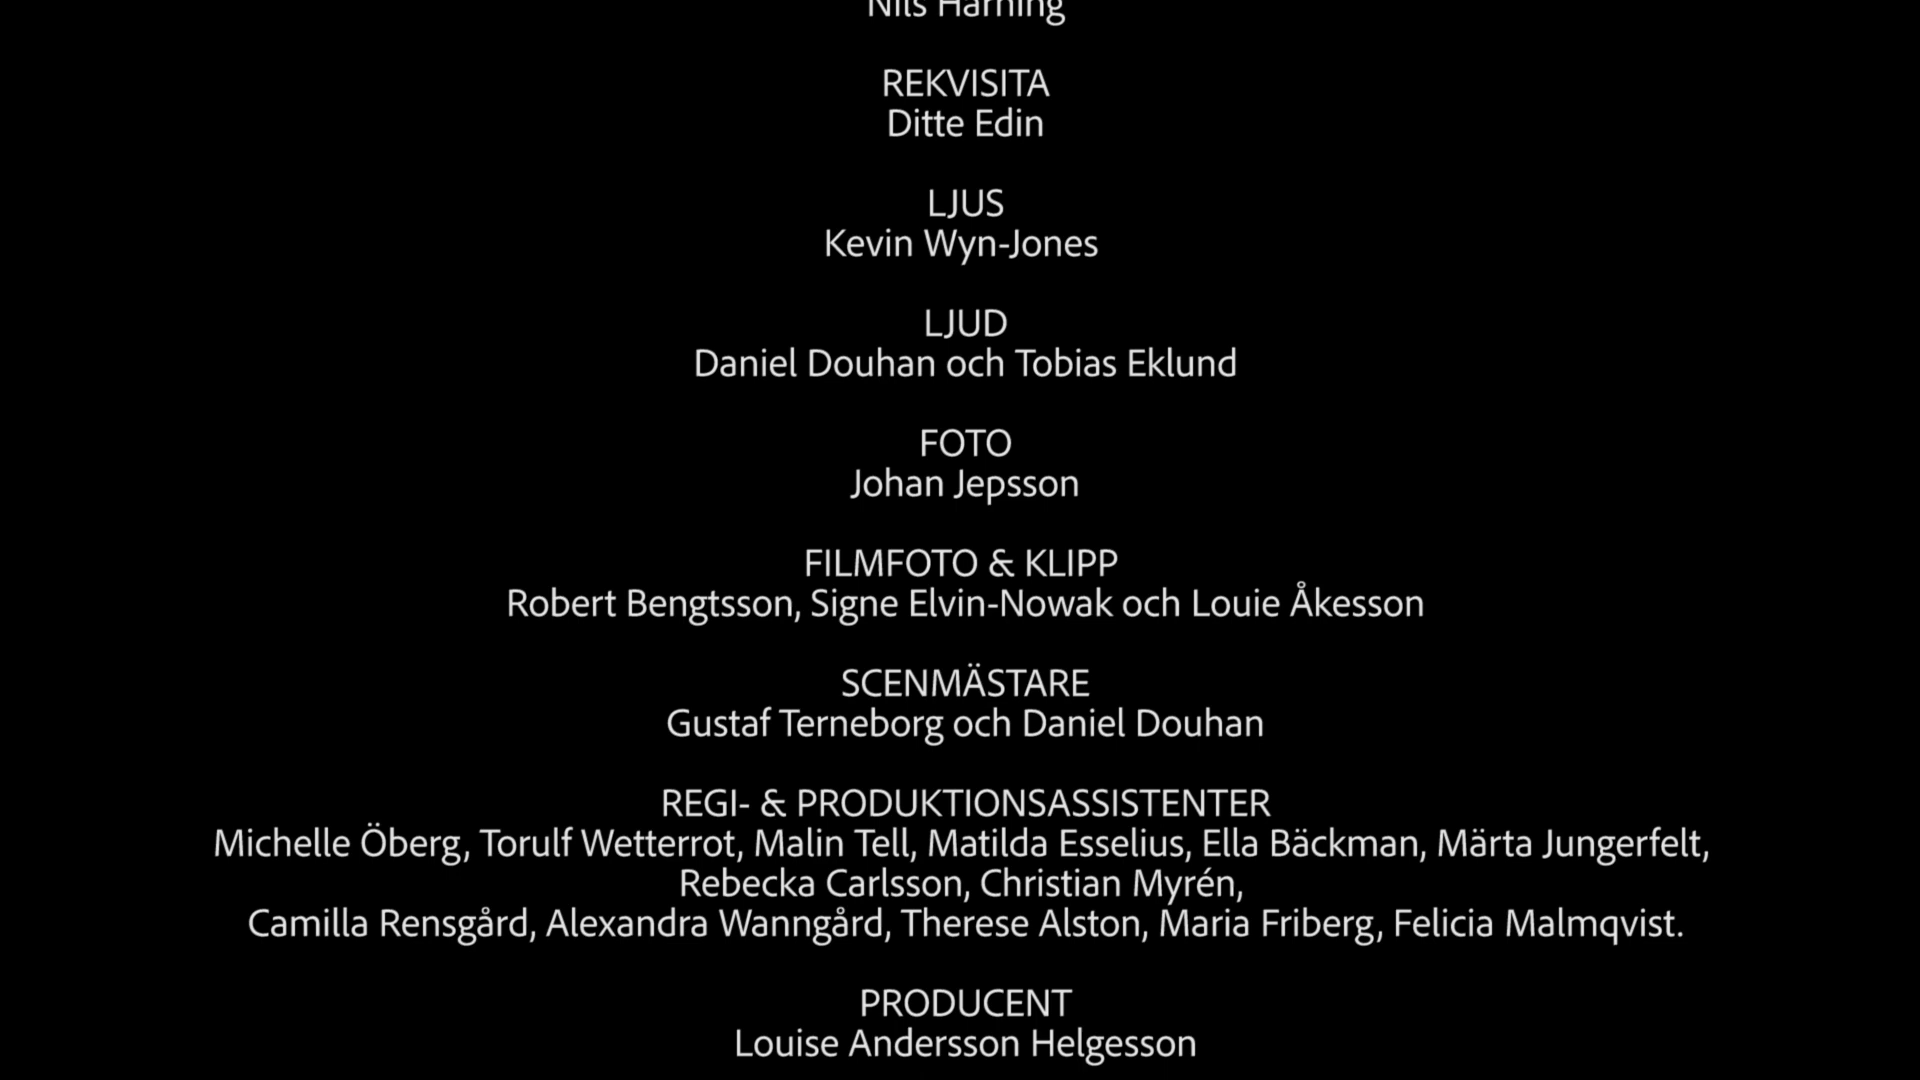 Nils Harning
REKVISITA
Ditte Edin
LJUS
Kevin Wyn-Jones
LJUD
Daniel Douhan och Tobias Eklund
FOTO
Johan Jepsson
FILMFOTO & KLIPP
Robert Bengtsson, Signe Elvin-Nowak och Louie Åkesson
SCENMÄSTARE
Gustaf Terneborg och Daniel Douhan
REGI- & PRODUKTIONSASSISTENTER
Michelle Öberg, Torulf Wetterrot, Malin Tell, Matilda Esselius, Ella Bäckman, Märta Jungerfelt,
Rebecka Carlsson, Christian Myrén,
Camilla Rensgård, Alexandra Wanngård, Therese Alston, Maria Friberg, Felicia Malmqvist.
PRODUCENT
Louise Andersson Helgesson